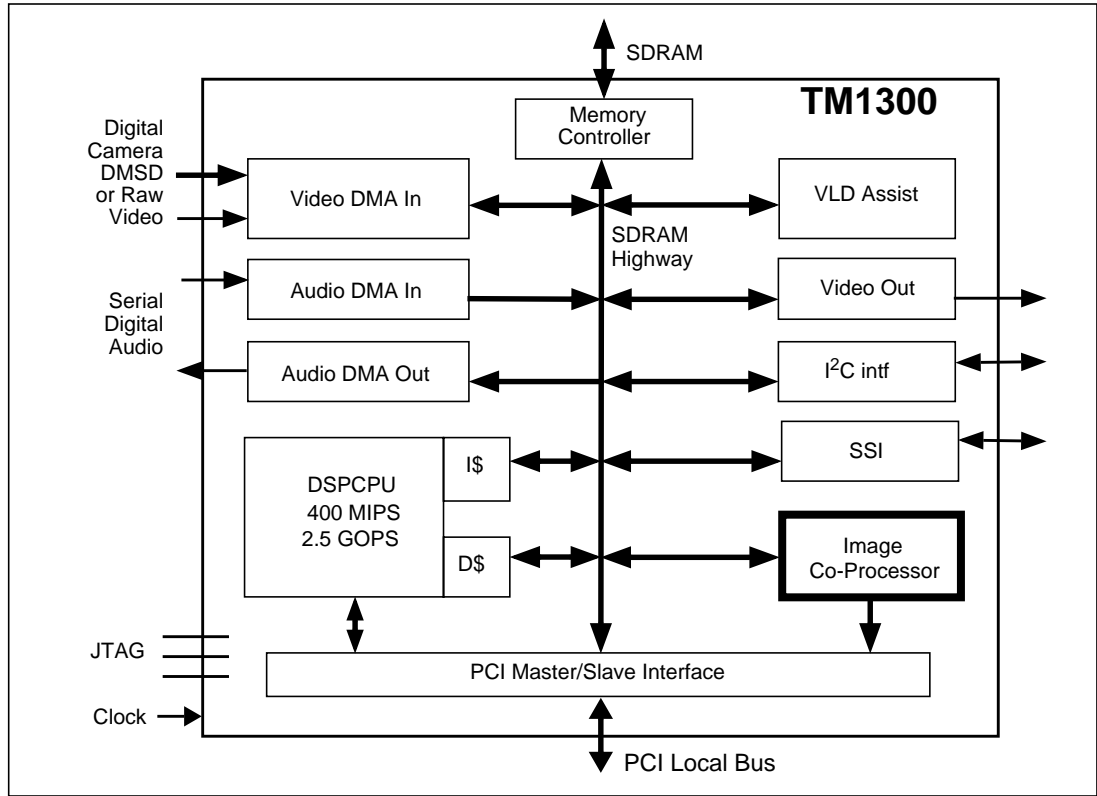 SDRAM
TM1300
Memory
Controller
Digital
Camera
DMSD
or Raw
Video
Video DMA In
VLD Assist
SDRAM
Highway
Audio DMA In
Video Out
Serial
Digital
Audio
Audio DMA Out
I²C intf
I$
SSI
DSPCPU
400 MIPS
2.5 GOPS
D$
Image
Co-Processor
JTAG
PCI Master/Slave Interface
Clock
PCI Local Bus